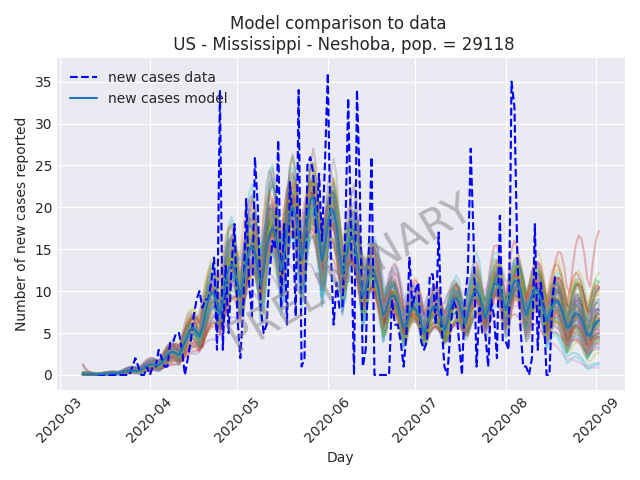 Model comparison to data
US - Mississippi - Neshoba, pop. = 29118
new cases data
new cases model
PRELIMINARY
Number of new cases reported
35
30
25
20
15
10
5
0
2020-03
2020-04
2020-05
2020-06
2020-07
2020-08
2020-09
Day